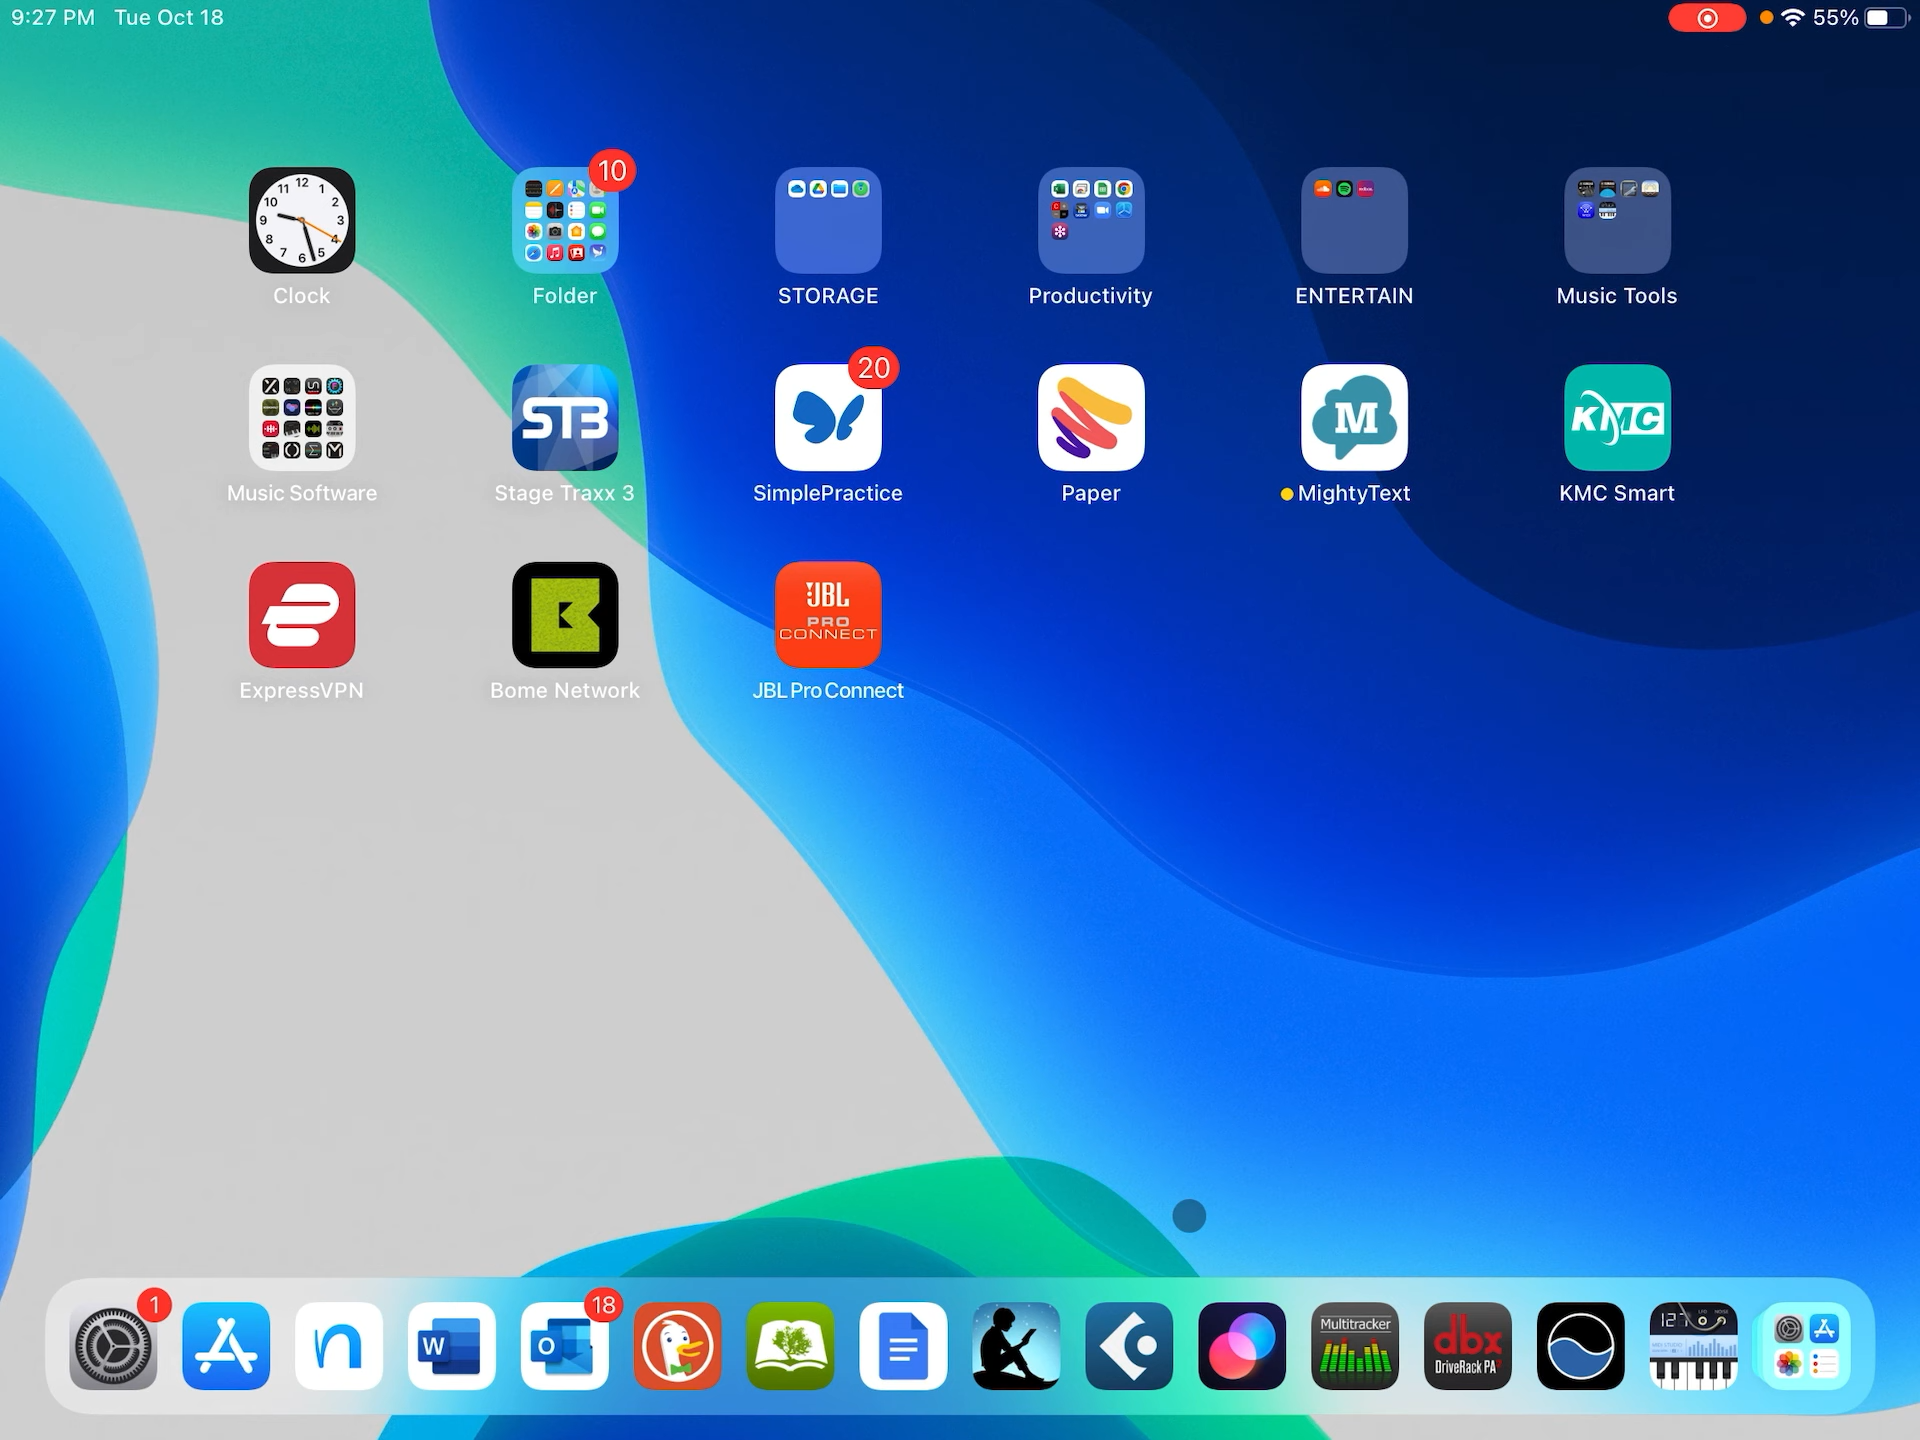 9:27 PM Tue Oct 18
55%
12
11 1
10 2
9 3
8 4
7 5
6
10
Clock
Folder
STORAGE
Productivity
ENTERTAIN
Music Tools
20
ST3
M
KMC
Music Software
Stage Traxx 3
SimplePractice
Paper
MightyText
KMC Smart
JBL
PRO
CONNECT
ExpressVPN
Bome Network
JBL Pro Connect
1
18
n
W
O
Multitracker
dbx
DriveRack PA
127